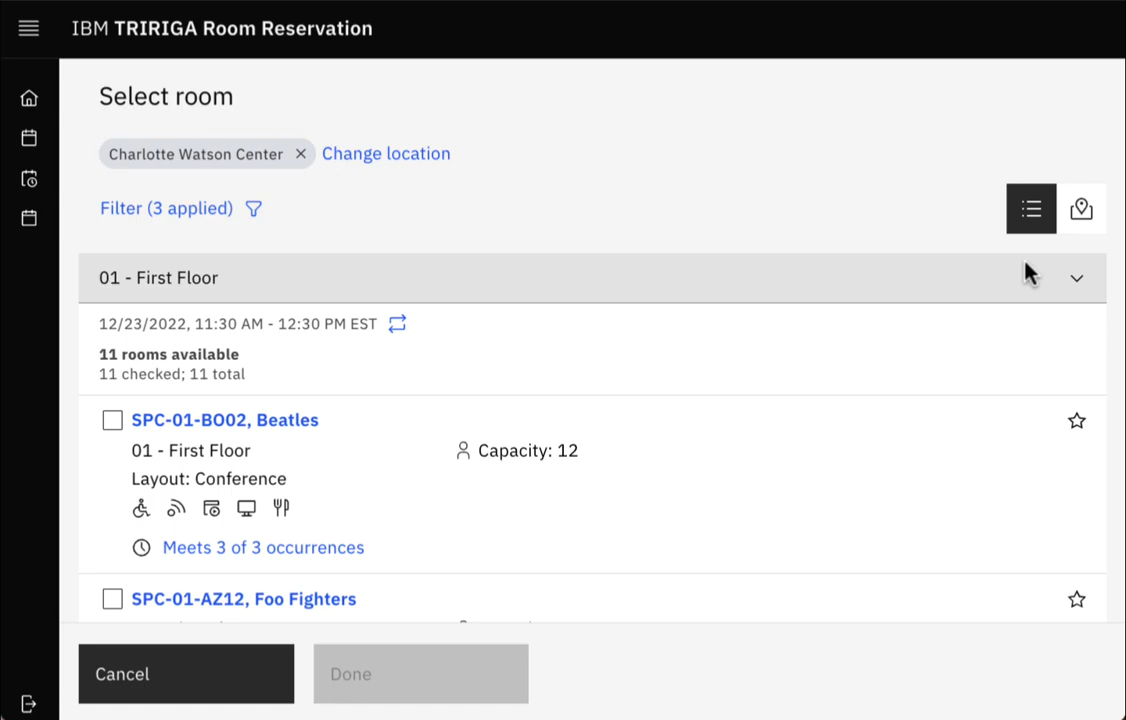 IBM TRIRIGA Room Reservation
Select room
Charlotte Watson Center
Change location
Filter (3 applied)
01 - First Floor
12/23/2022, 11:30 AM - 12:30 PM EST
11 rooms available
11 checked; 11 total
SPC-01-BO02, Beatles
01 - First Floor
Capacity: 12
Layout: Conference
Meets 3 of 3 occurrences
SPC-01-AZ12, Foo Fighters
Cancel
Done